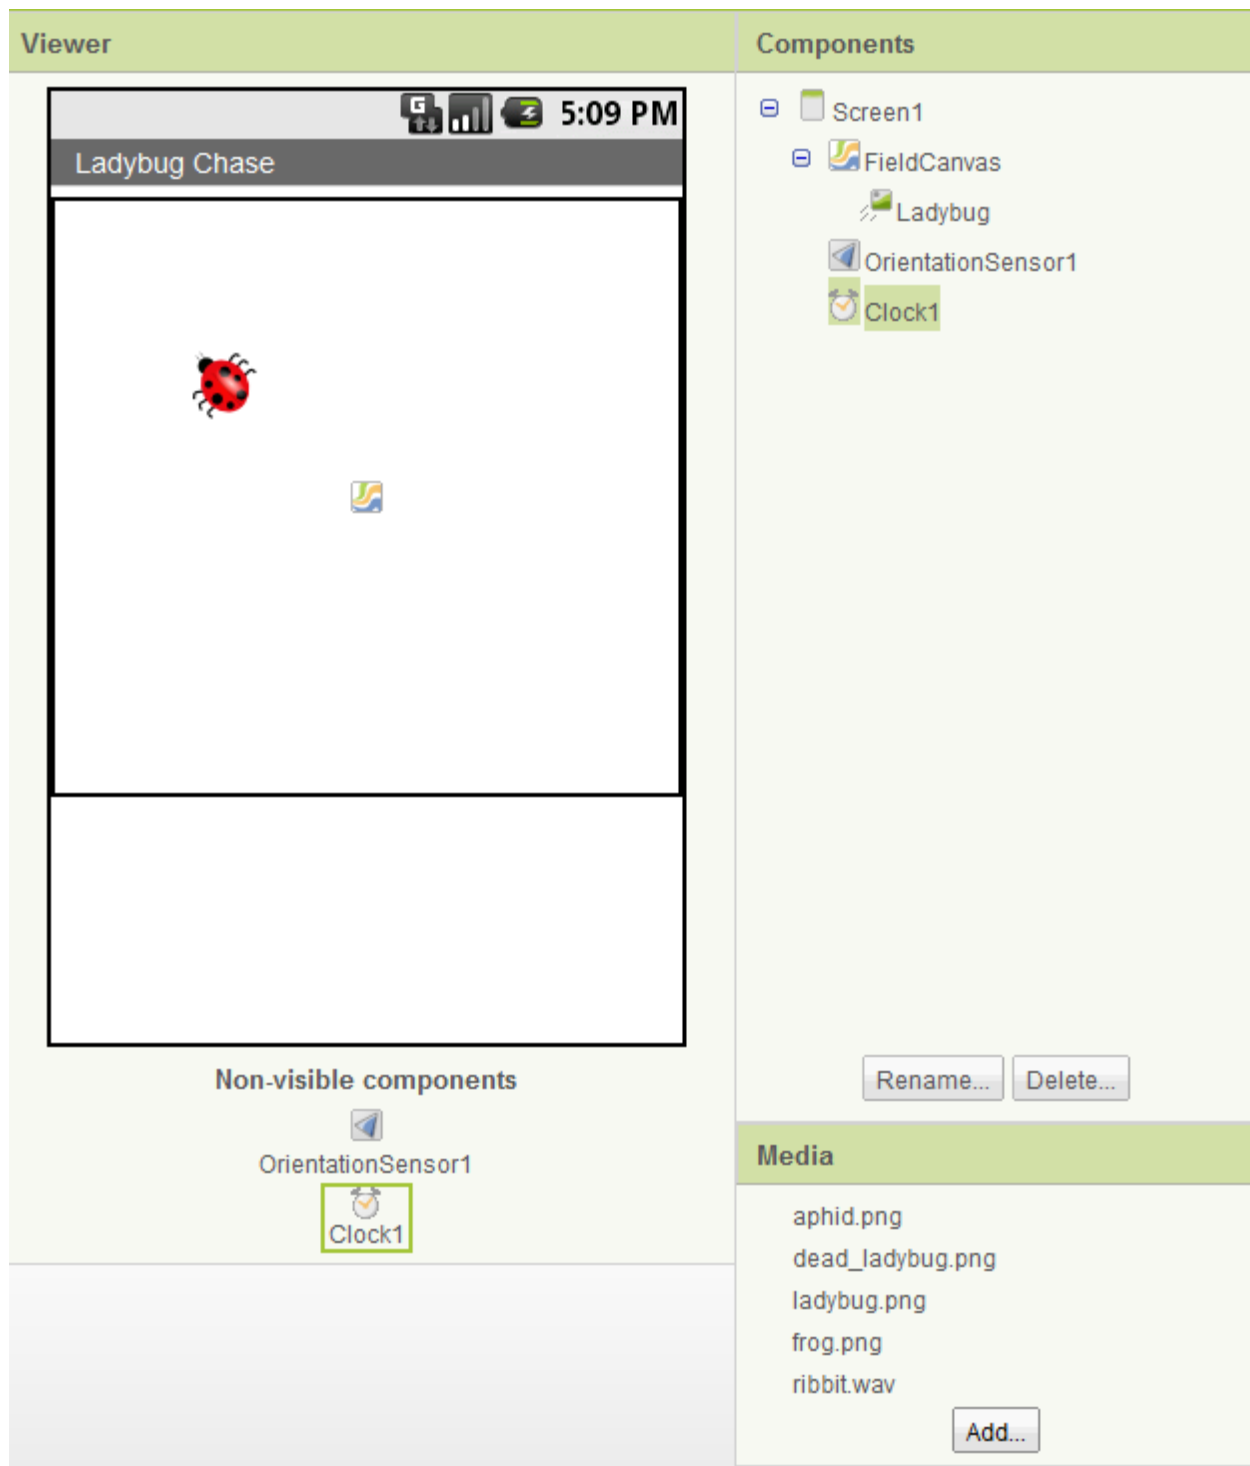 Viewer
G 5:09 PM
Ladybug Chase
Non-visible components
OrientationSensor1
Clock1
Components
Screen1
FieldCanvas
Ladybug
OrientationSensor1
Clock1
Rename...
Delete...
Media
aphid.png
dead_ladybug.png
ladybug.png
frog.png
ribbit.wav
Add...